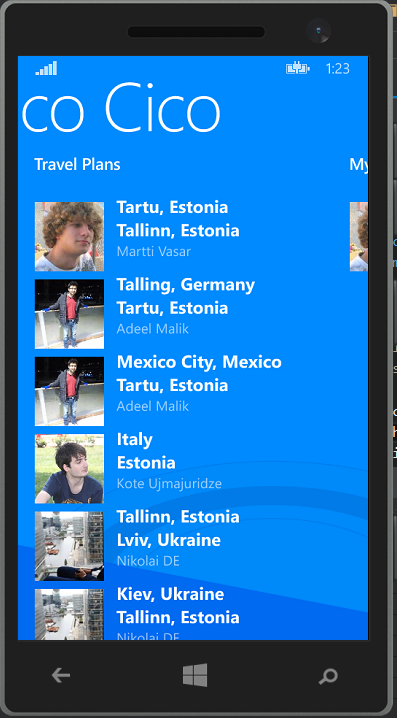 1:23
co Cico
Travel Plans
My
Tartu, Estonia
Tallinn, Estonia
Martti Vasar
Talling, Germany
Tartu, Estonia
Adeel Malik
Mexico City, Mexico
Tartu, Estonia
Adeel Malik
Italy
Estonia
Kote Ujmajuridze
Tallinn, Estonia
Lviv, Ukraine
Nikolai DE
Kiev, Ukraine
Tallinn, Estonia
Nikolai DE